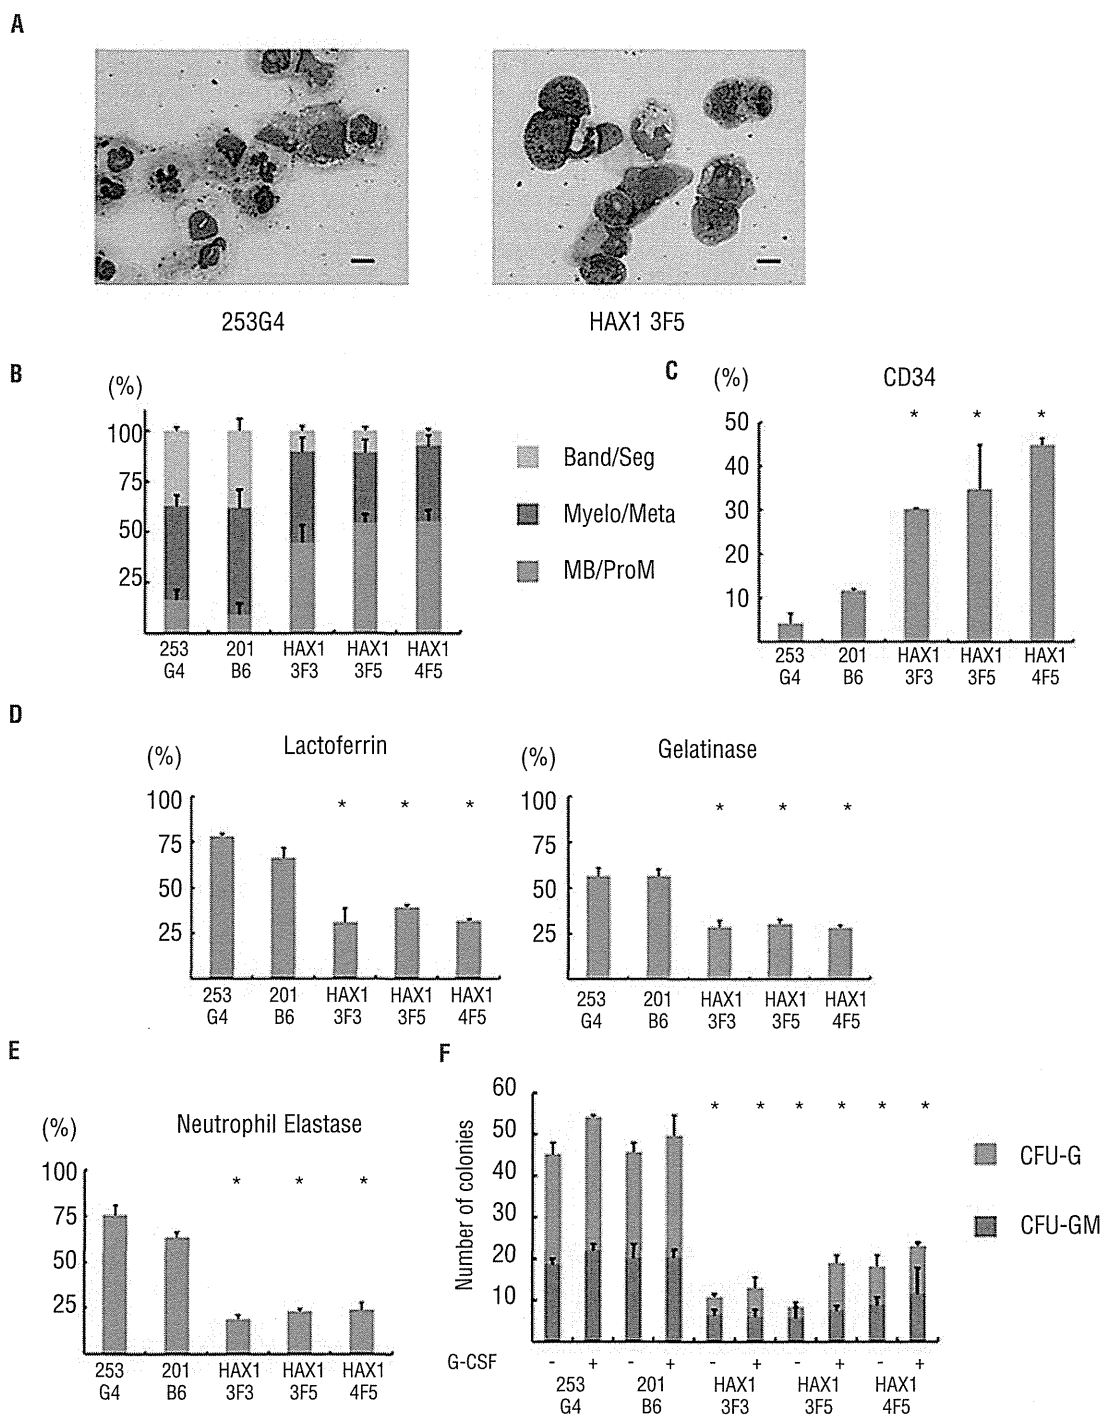 A
253G4
HAX1 3F5
B
(%)
100
75
50
25
253 G4
201 B6
HAX1 3F3
HAX1 3F5
HAX1 4F5
Band/Seg
Myelo/Meta
MB/ProM
C
(%)
CD34
* * *
50
40
30
20
10
253 G4
201 B6
HAX1 3F3
HAX1 3F5
HAX1 4F5
D
(%)
Lactoferrin
* * *
100
75
50
25
253 G4
201 B6
HAX1 3F3
HAX1 3F5
HAX1 4F5
(%)
Gelatinase
* * *
100
75
50
25
253 G4
201 B6
HAX1 3F3
HAX1 3F5
HAX1 4F5
E
(%)
Neutrophil Elastase
* * *
100
75
50
25
253 G4
201 B6
HAX1 3F3
HAX1 3F5
HAX1 4F5
F
Number of colonies
60
50
40
30
20
10
* * * * * *
G-CSF - + - + - + - + - +
253 G4
201 B6
HAX1 3F3
HAX1 3F5
HAX1 4F5
CFU-G
CFU-GM